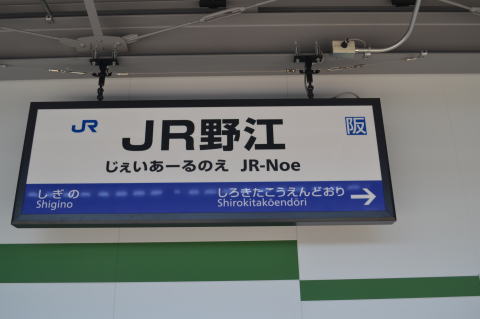 JR
JR野江
阪
じぇいあーるのえ JR-Noe
しぎの
Shigino
しろきたこうえんどおり
Shirokitakōendōri